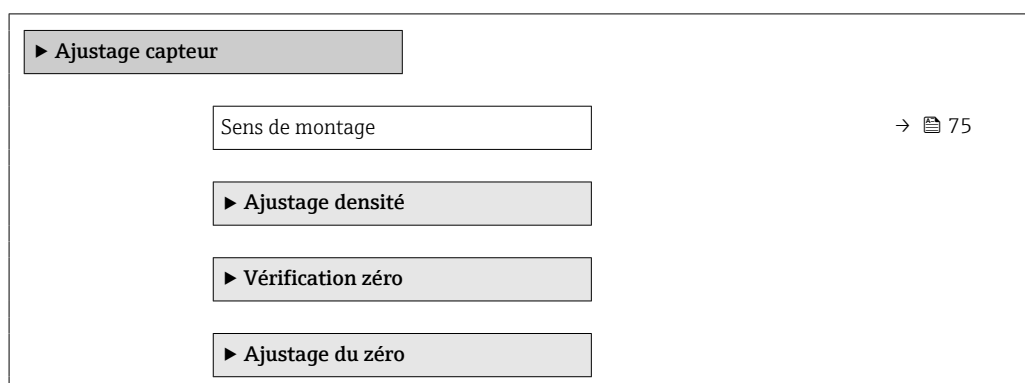 ▶ Ajustage capteur
Sens de montage → 75
▶ Ajustage densité
▶ Vérification zéro
▶ Ajustage du zéro